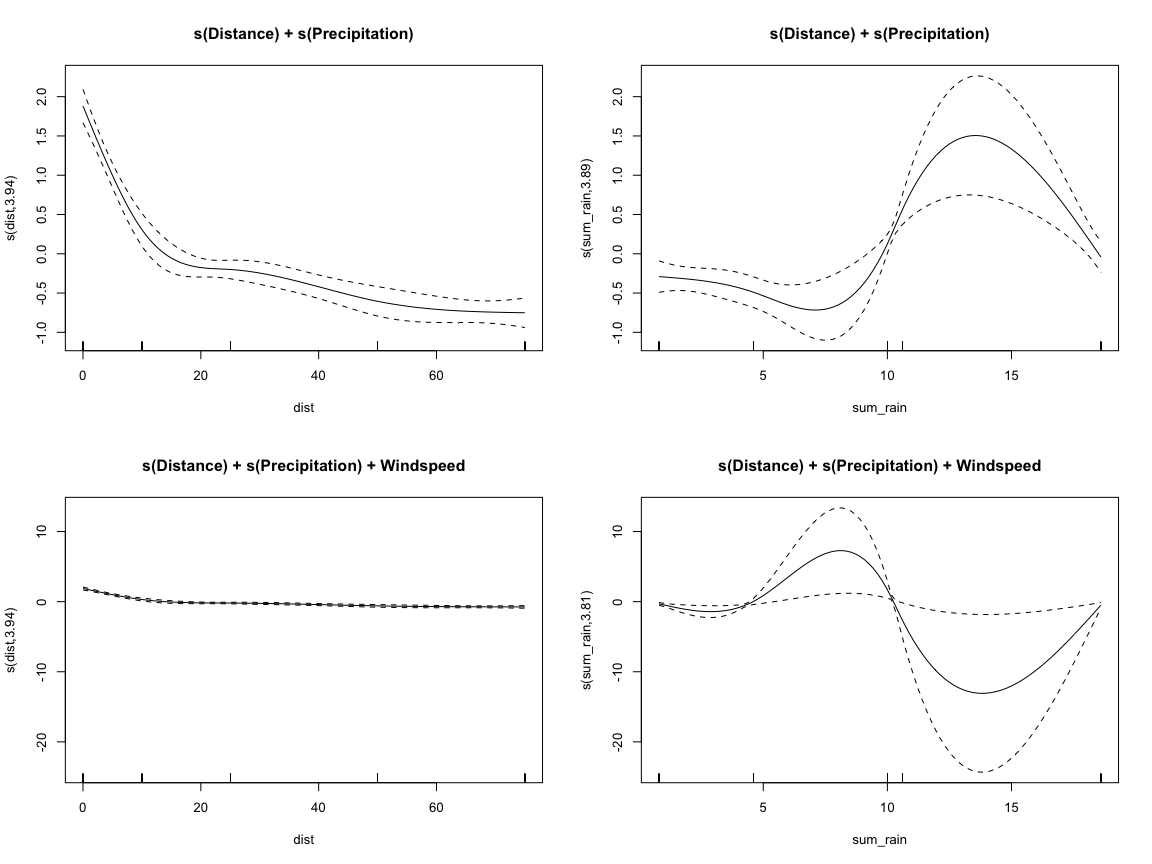 s(Distance) + s(Precipitation)
s(dist,3.94)
2.0
1.5
1.0
0.5
0.0
-0.5
-1.0
0 20 40 60
dist
s(Distance) + s(Precipitation)
s(sum_rain,3.89)
2.0
1.5
1.0
0.5
0.0
-0.5
-1.0
5 10 15
sum_rain
s(Distance) + s(Precipitation) + Windspeed
s(dist,3.94)
10
0
-10
-20
0 20 40 60
dist
s(Distance) + s(Precipitation) + Windspeed
s(sum_rain,3.81)
10
0
-10
-20
5 10 15
sum_rain